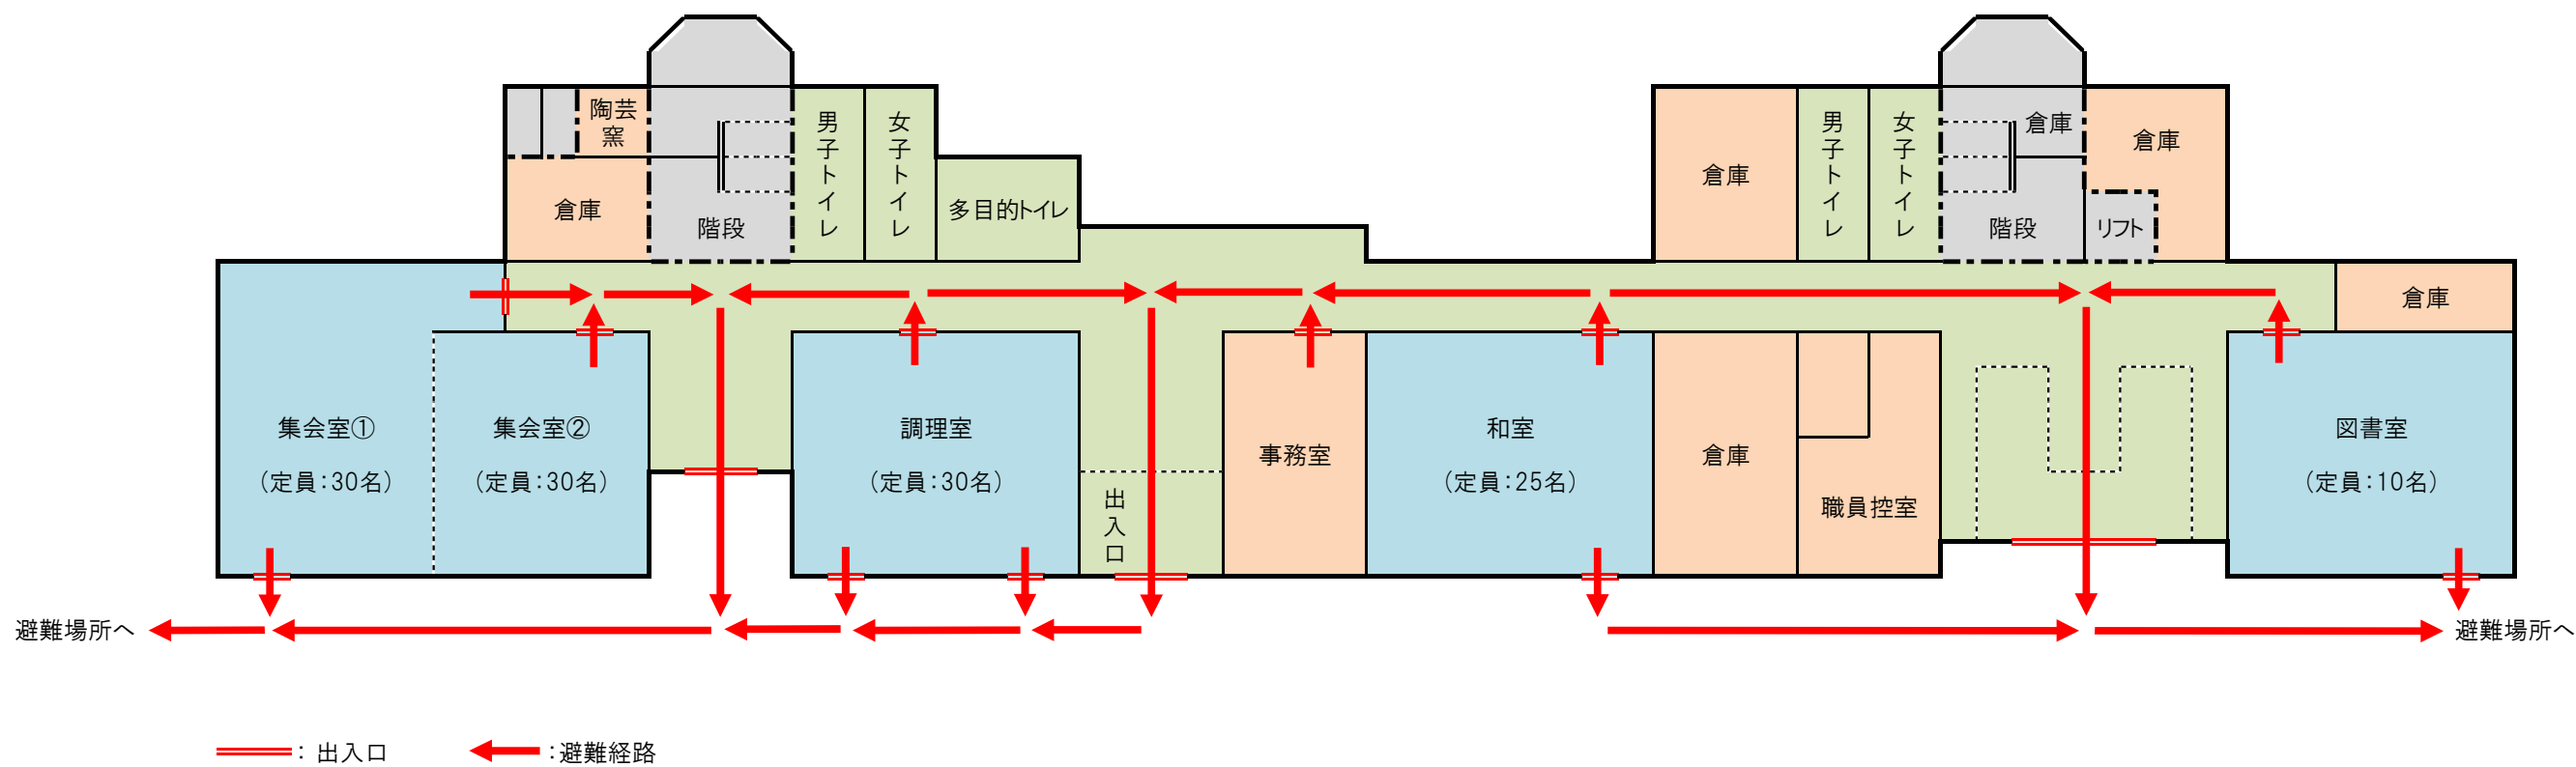 陶芸
窯
倉庫
階段
男子トイレ
女子トイレ
多目的トイレ
倉庫
男子トイレ
女子トイレ
倉庫
階段
倉庫
リフト
倉庫
集会室①
（定員：30名）
集会室②
（定員：30名）
調理室
（定員：30名）
出入口
事務室
和室
（定員：25名）
倉庫
職員控室
図書室
（定員：10名）
避難場所へ
避難場所へ
：出入口
：避難経路